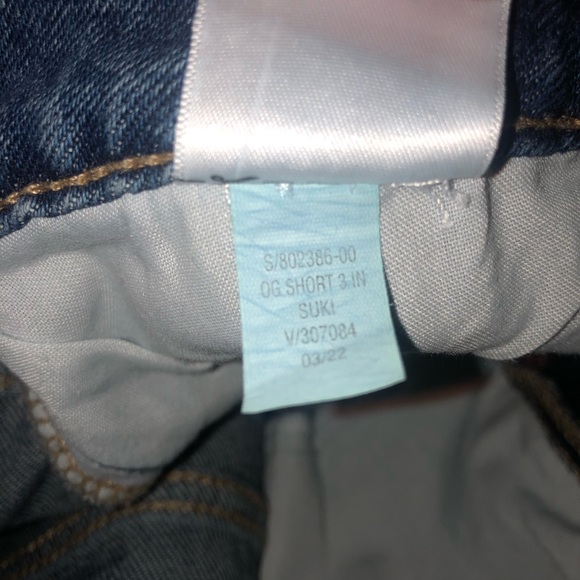 S/802386-00
OG SHORT 3 IN
SUKI
V/307084
03/22